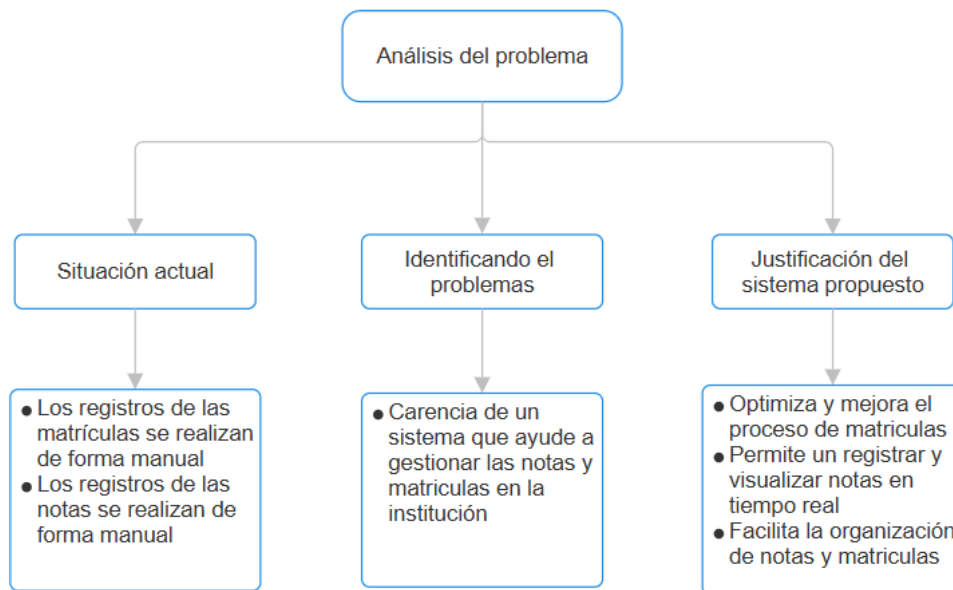 Análisis del problema
Situación actual
Identificando el
problemas
Justificación del
sistema propuesto
● Los registros de las
matrículas se realizan
de forma manual
● Los registros de las
notas se realizan de
forma manual
● Carencia de un
sistema que ayude a
gestionar las notas y
matriculas en la
institución
● Optimiza y mejora el
proceso de matriculas
● Permite un registrar y
visualizar notas en
tiempo real
● Facilita la organización
de notas y matriculas